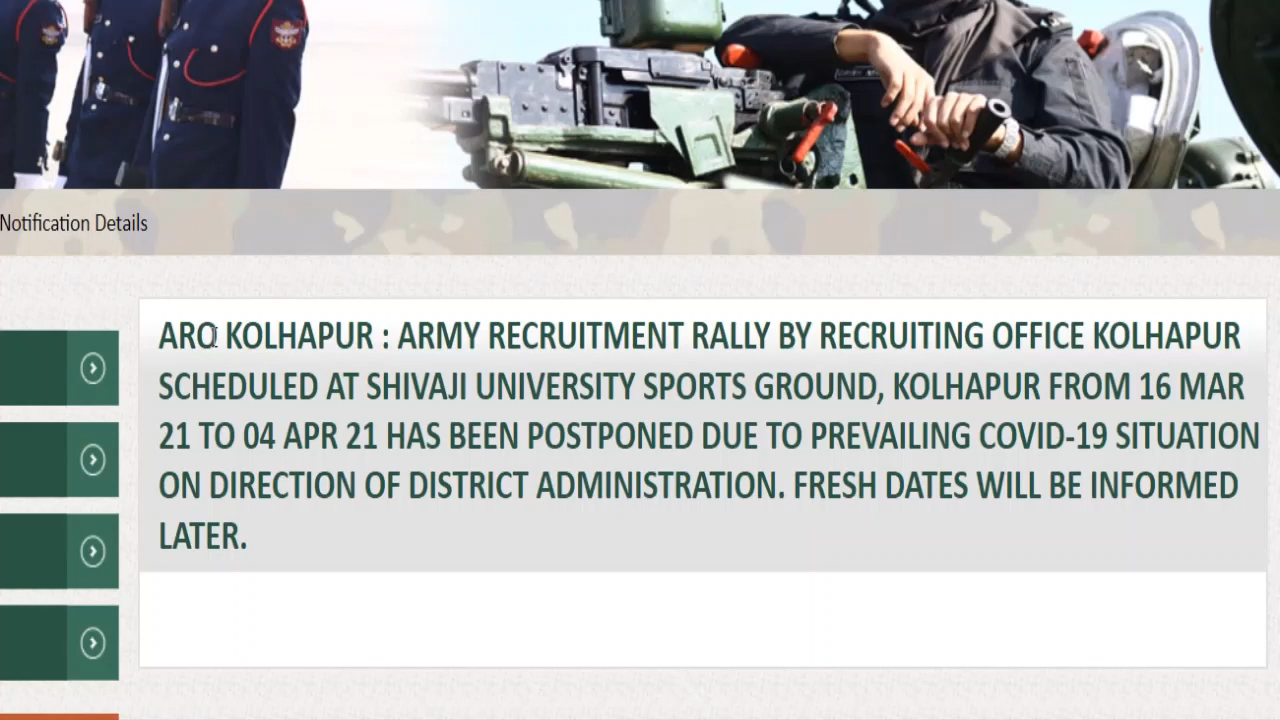 Notification Details
ARO KOLHAPUR : ARMY RECRUITMENT RALLY BY RECRUITING OFFICE KOLHAPUR
SCHEDULED AT SHIVAJI UNIVERSITY SPORTS GROUND, KOLHAPUR FROM 16 MAR
21 TO 04 APR 21 HAS BEEN POSTPONED DUE TO PREVAILING COVID-19 SITUATION
ON DIRECTION OF DISTRICT ADMINISTRATION. FRESH DATES WILL BE INFORMED
LATER.